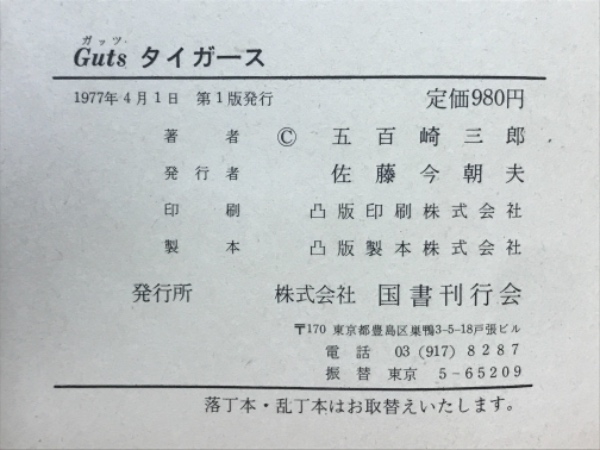 ガッツ
Guts タイガース
1977年4月1日 第1版発行 定価980円
著者 © 五百崎三郎
発行者 佐藤今朝夫
印刷 凸版印刷株式会社
製本 凸版製本株式会社
発行所 株式会社 国書刊行会
〒170 東京都豊島区巣鴨3-5-18戸張ビル
電話 03 (917) 8287
振替 東京 5-65209
落丁本・乱丁本はお取替えいたします。